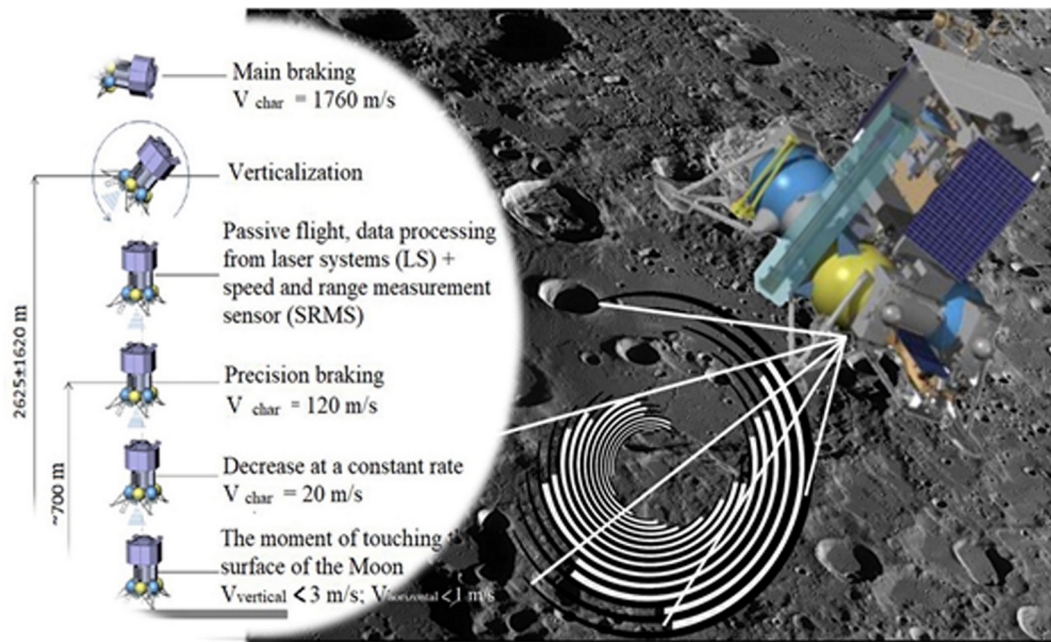 Main braking
V char = 1760 m/s
Verticalization
Passive flight, data processing
from laser systems (LS) +
speed and range measurement
sensor (SRMS)
Precision braking
V char = 120 m/s
Decrease at a constant rate
V char = 20 m/s
The moment of touching t
surface of the Moon
Vvertical < 3 m/s; Vhorizontal < 1 m/s
2625±1620 m
~700 m